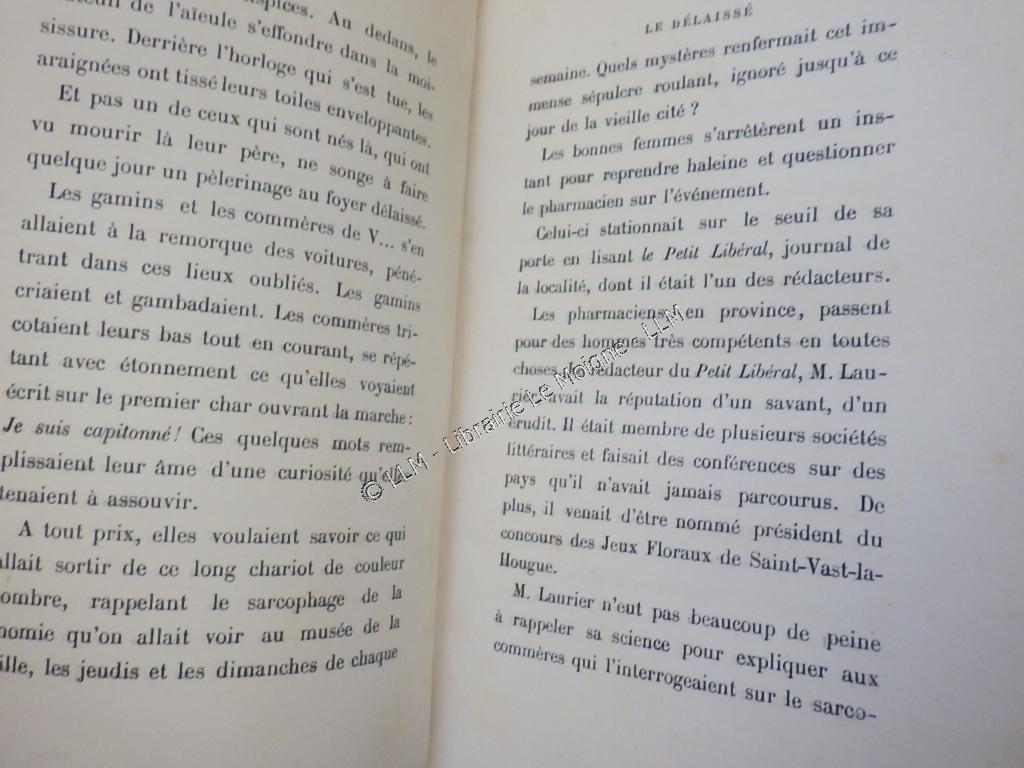 hospices. Au dedans, le
de l'aïeule s'effondre dans la moi-
sissure. Derrière l'horloge qui s'est tue, les
araignées ont tissé leurs toiles enveloppantes.
Et pas un de ceux qui sont nés là, qui ont
vu mourir là leur père, ne songe à faire
quelque jour un pèlerinage au foyer délaissé.
Les gamins et les commères de V... s'en
allaient à la remorque des voitures, péné-
trant dans ces lieux oubliés. Les gamins
criaient et gambadaient. Les commères tri-
cotaient leurs bas tout en courant, se répé-
tant avec étonnement ce qu'elles voyaient
écrit sur le premier char ouvrant la marche:
Je suis capitonné! Ces quelques mots rem-
plissaient leur âme d'une curiosité
tenaient à assouvir.
A tout prix, elles voulaient savoir ce qui
allait sortir de ce long chariot de couleur
ombre, rappelant le sarcophage de la
momie qu'on allait voir au musée de la
ille, les jeudis et les dimanches de chaque
LE DÉLAISSÉ
semaine. Quels mystères renfermait cet im-
mense sépulcre roulant, ignoré jusqu'à ce
jour de la vieille cité ?
Les bonnes femmes s'arrêtèrent un ins-
tant pour reprendre haleine et questionner
le pharmacien sur l'événement.
Celui-ci stationnait sur le seuil de sa
porte en lisant le Petit Libéral, journal de
la localité, dont il était l'un des rédacteurs.
Les pharmaciens, en province, passent
pour des hommes très compétents en toutes
choses. Le rédacteur du Petit Libéral, M. Lau-
rier, avait la réputation d'un savant, d'un
érudit. Il était membre de plusieurs sociétés
littéraires et faisait des conférences sur des
pays qu'il n'avait jamais parcourus. De
plus, il venait d'être nommé président du
concours des Jeux Floraux de Saint-Vast-la-
Hougue.
M. Laurier n'eut pas beaucoup de peine
à rappeler sa science pour expliquer aux
commères qui l'interrogeaient sur le sarco-
© LLM - Librairie Le Moigne - LLM